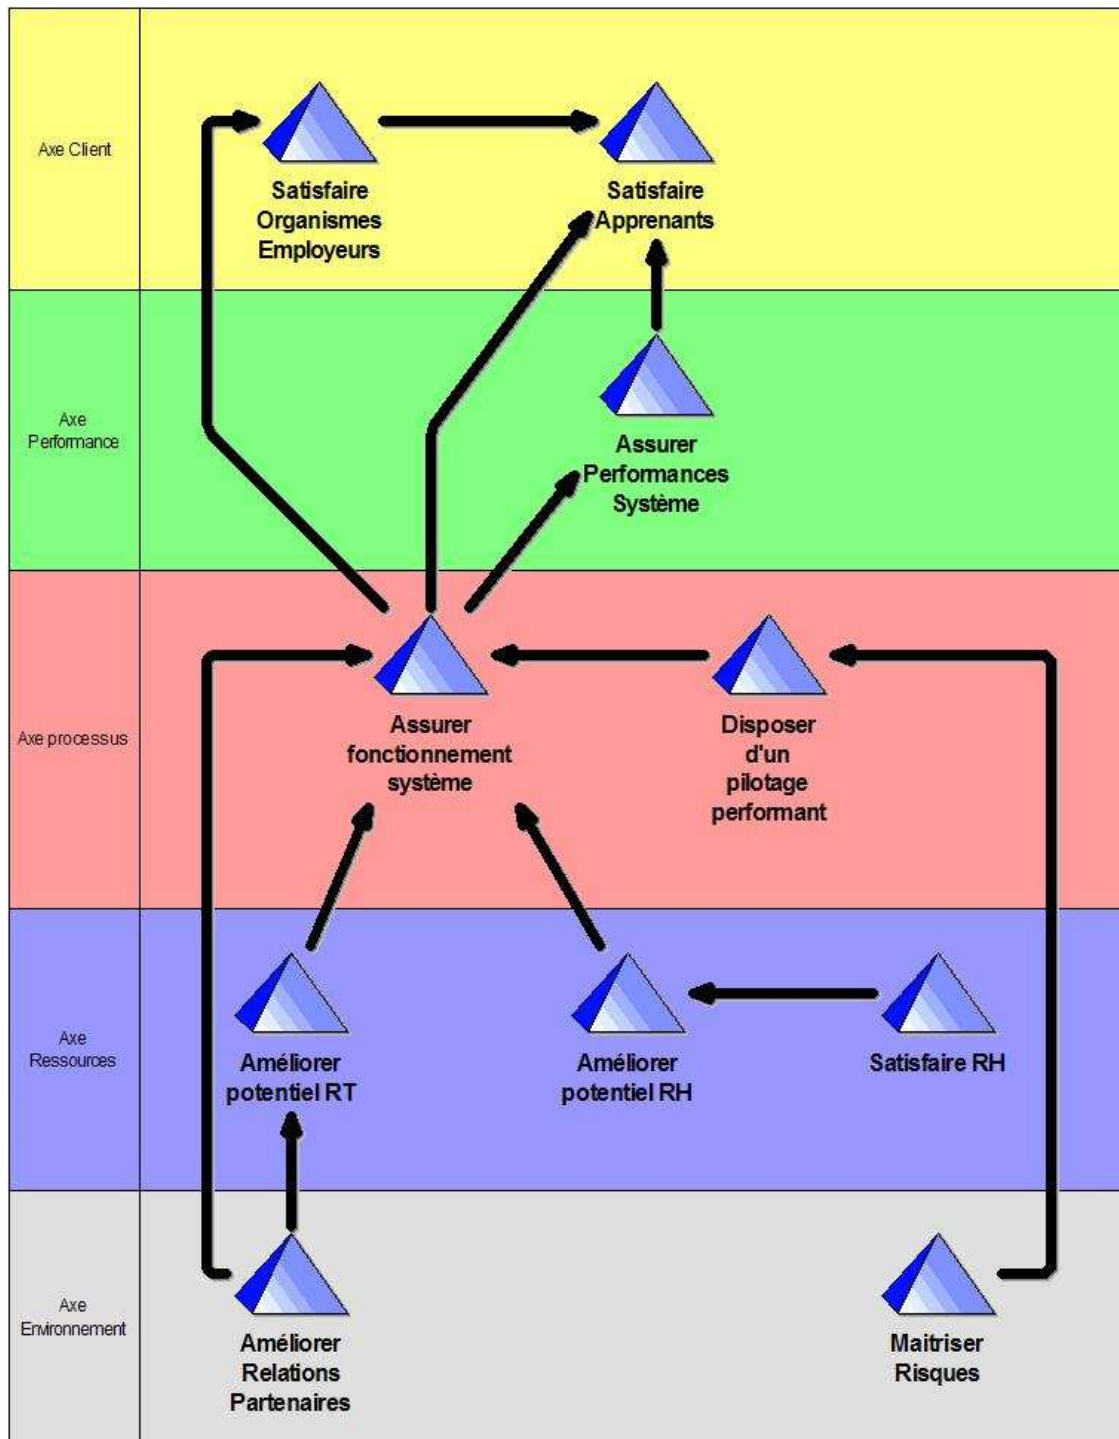 Axe Client
Satisfaire
Organismes
Employeurs
Satisfaire
Apprenants
Axe
Performance
Assurer
Performances
Système
Axe processus
Assurer
fonctionnement
système
Disposer
d'un
pilotage
performant
Axe
Ressources
Améliorer
potentiel RT
Améliorer
potentiel RH
Satisfaire RH
Axe
Environnement
Améliorer
Relations
Partenaires
Maitriser
Risques